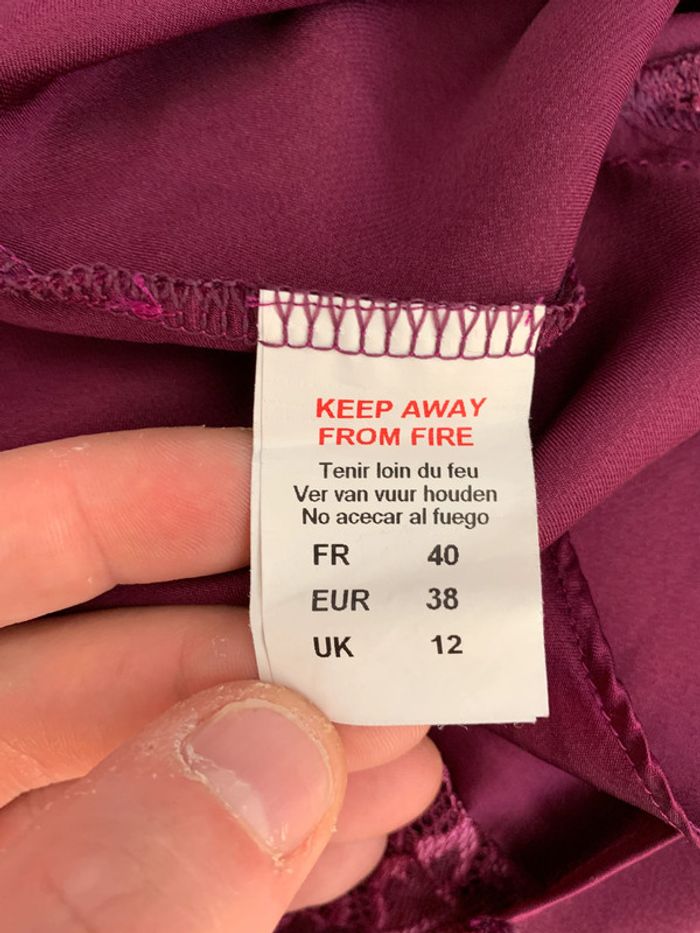 KEEP AWAY
FROM FIRE
Tenir loin du feu
Ver van vuur houden
No acecar al fuego
FR 40
EUR 38
UK 12